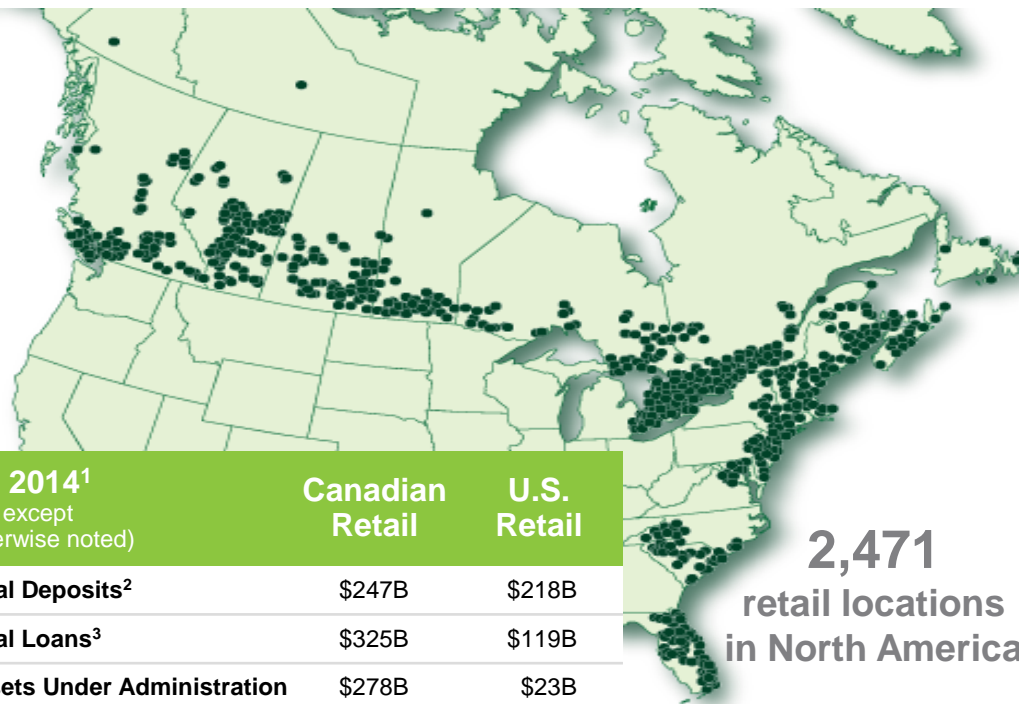 2014¹
except
erwise noted)
Canadian
Retail
U.S.
Retail
al Deposits² $247B $218B
al Loans³ $325B $119B
ets Under Administration $278B $23B
2,471
retail locations
in North America